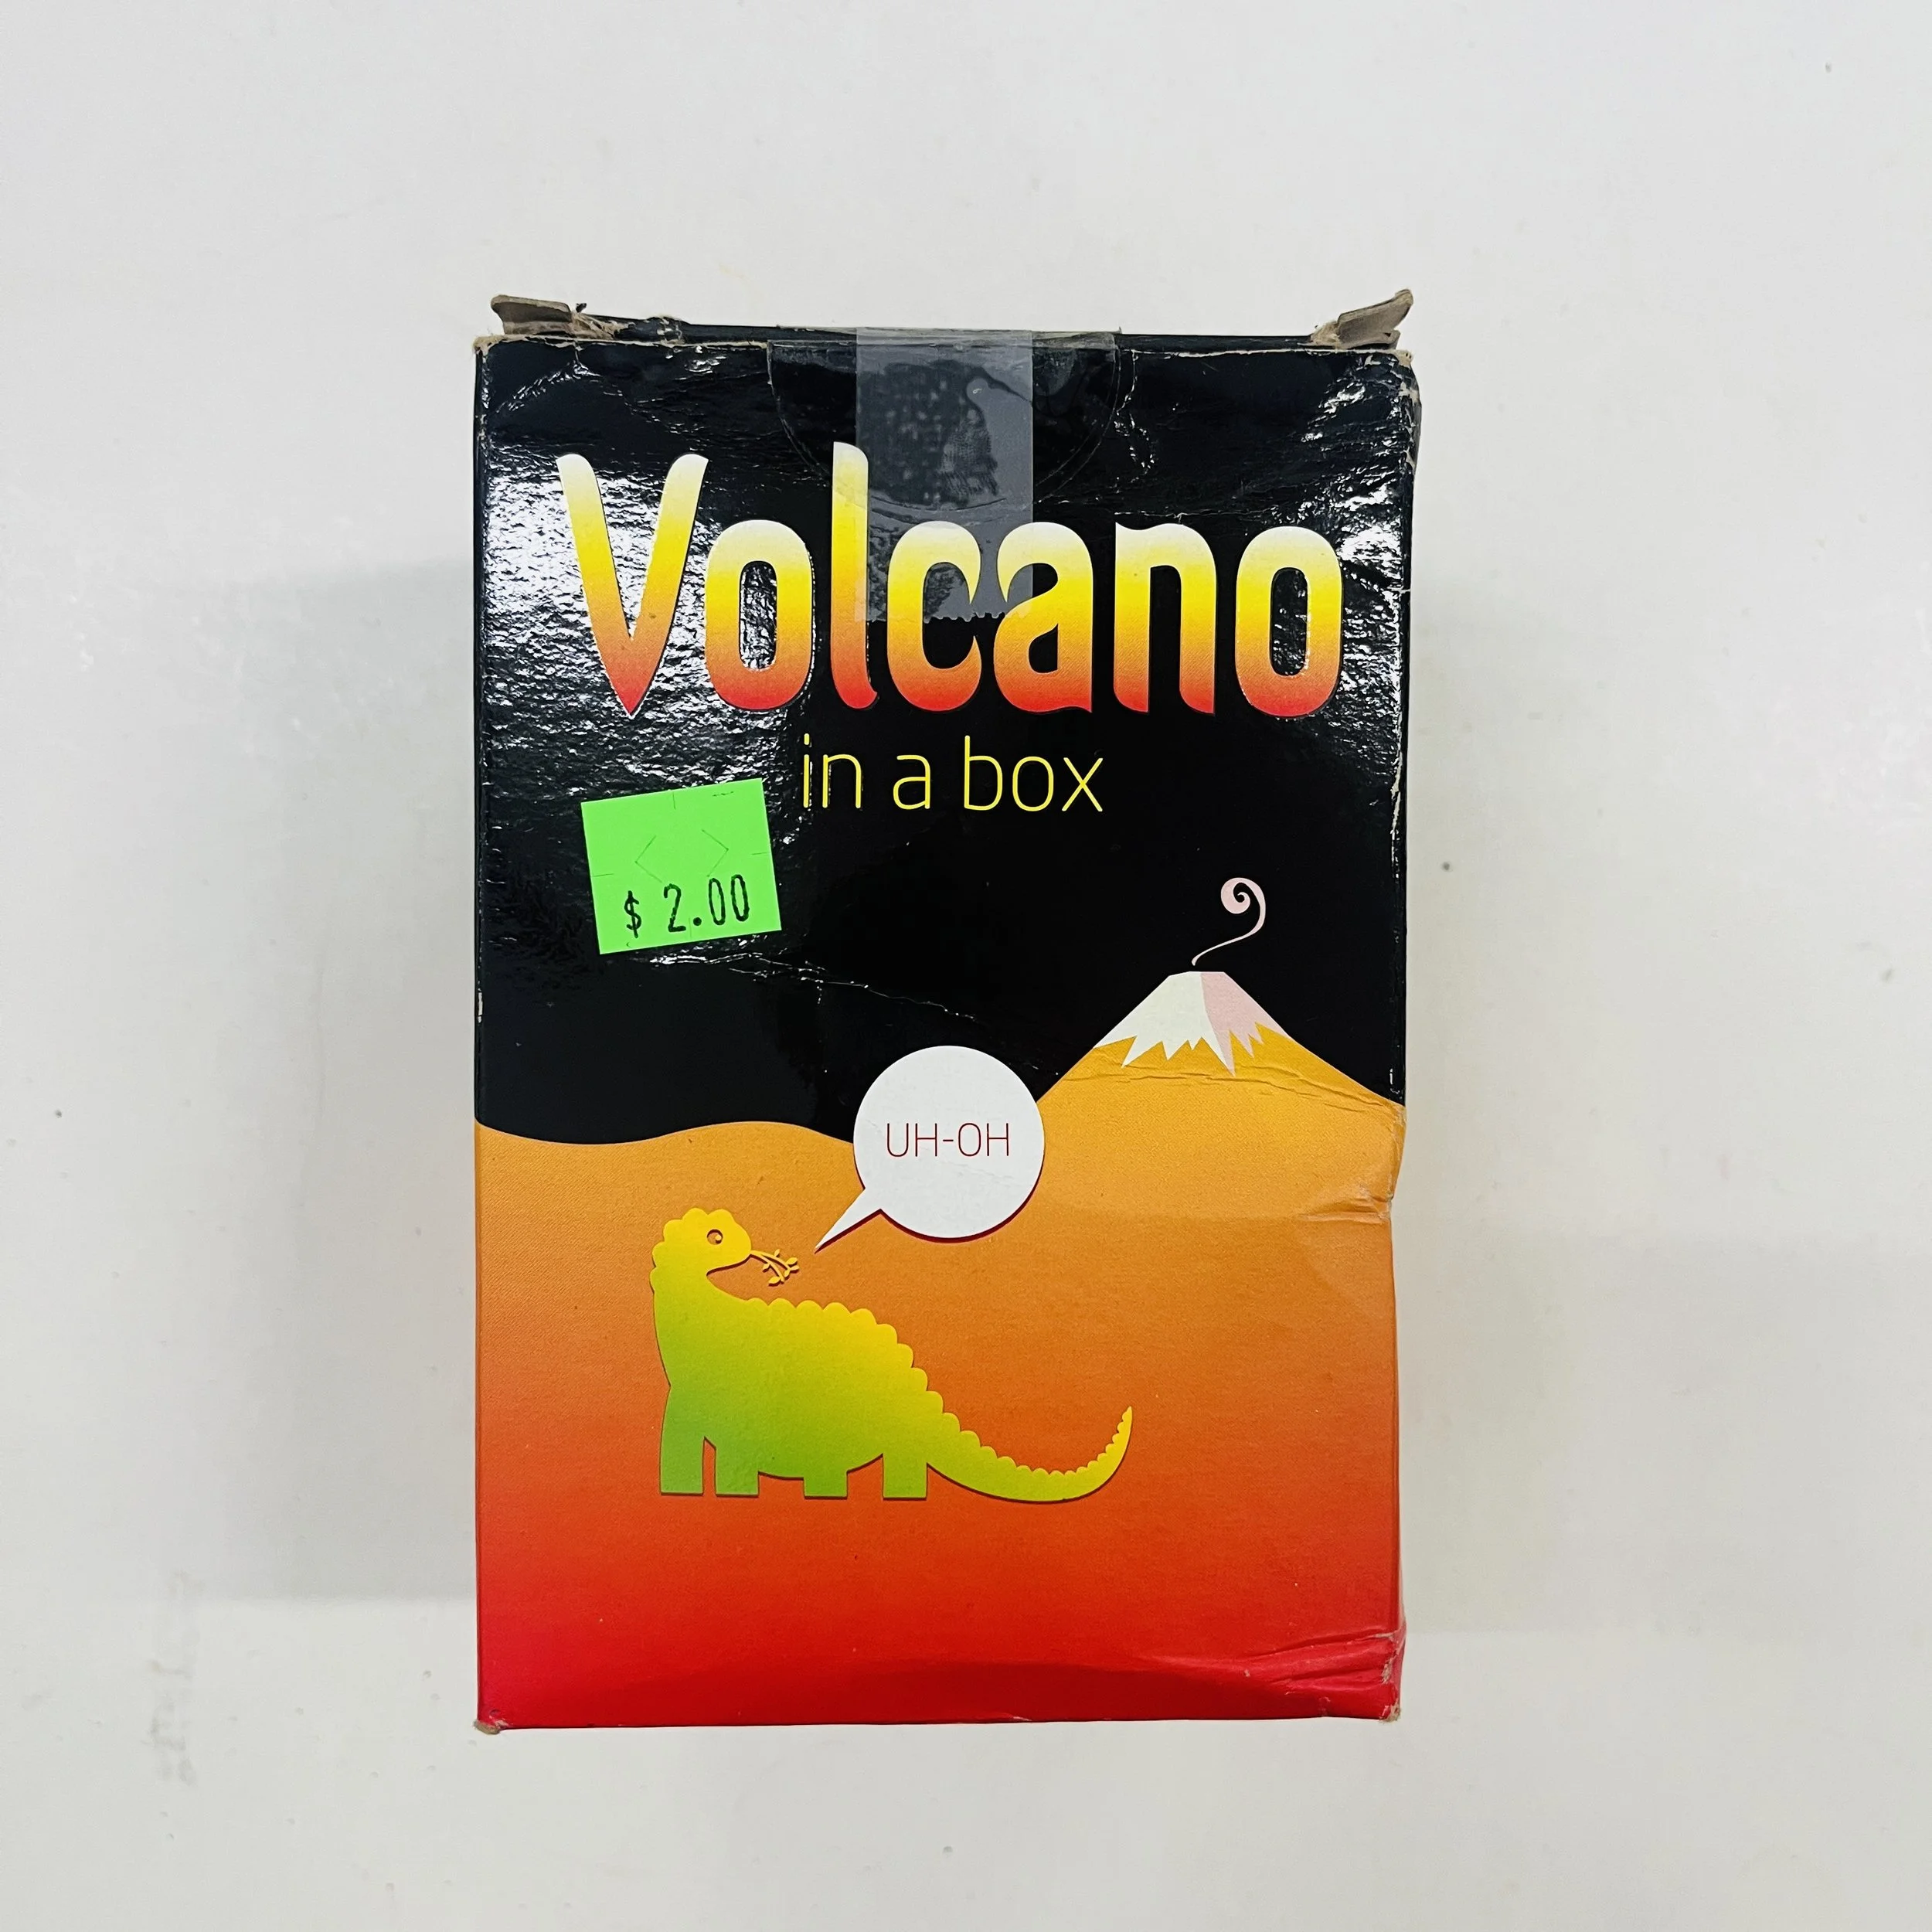 Volcano
in a box
$ 2.00
UH-OH